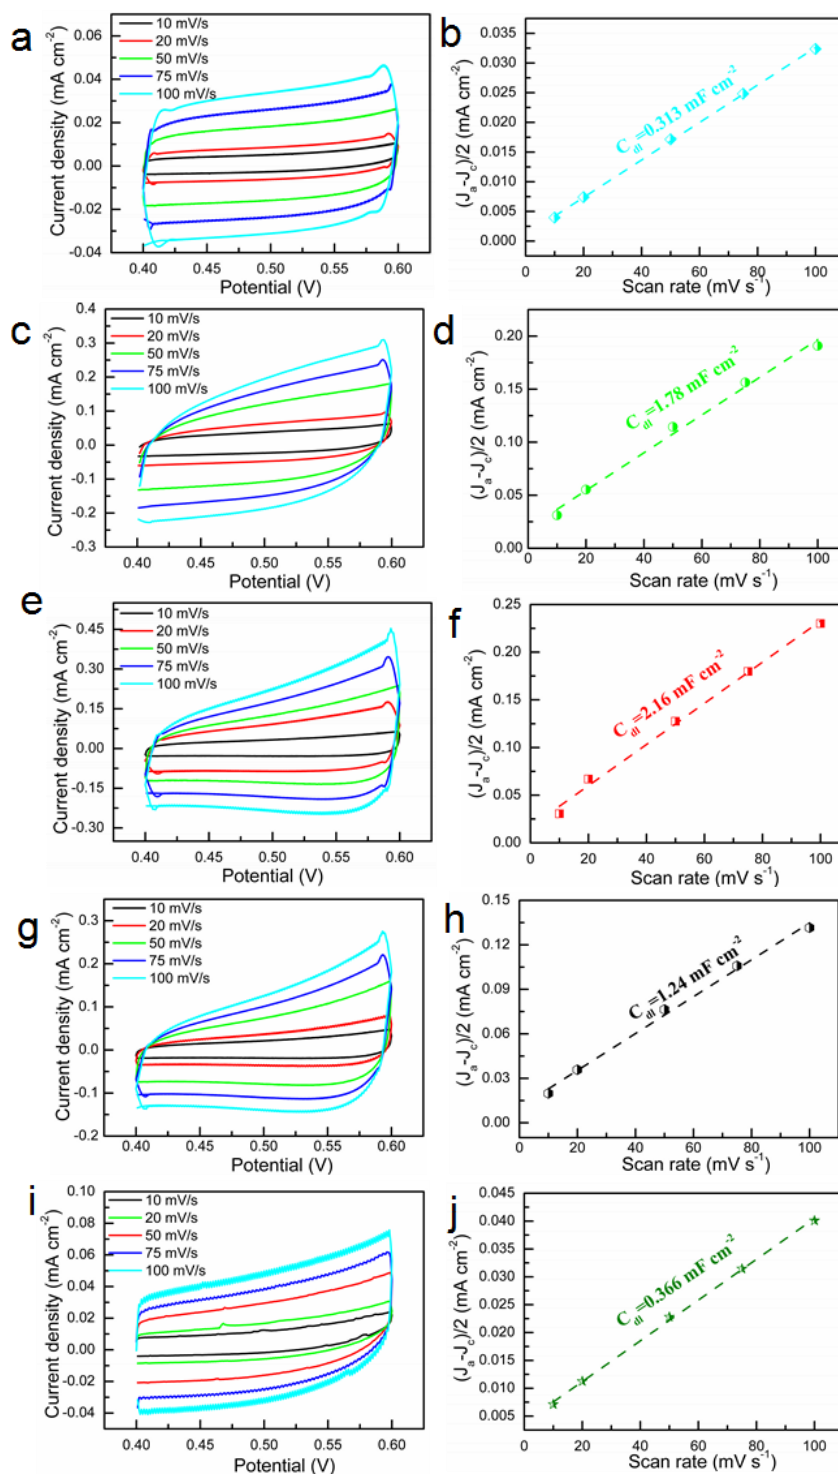 a
Current density (mA cm-2)
0.06
0.04
0.02
0.00
-0.02
-0.04
10 mV/s
20 mV/s
50 mV/s
75 mV/s
100 mV/s
0.40 0.45 0.50 0.55 0.60
Potential (V)
b
(Ja-Jc)/2 (mA cm-2)
0.035
0.030
0.025
0.020
0.015
0.010
0.005
0.000
Cdl=0.313 mF cm-2
0 20 40 60 80 100
Scan rate (mV s-1)
c
Current density (mA cm-2)
0.4
0.3
0.2
0.1
0.0
-0.1
-0.2
-0.3
10 mV/s
20 mV/s
50 mV/s
75 mV/s
100 mV/s
0.40 0.45 0.50 0.55 0.60
Potential (V)
d
(Ja-Jc)/2 (mA cm-2)
0.20
0.15
0.10
0.05
0.00
Cdl=1.78 mF cm-2
0 20 40 60 80 100
Scan rate (mV s-1)
e
Current density (mA cm-2)
0.45
0.30
0.15
0.00
-0.15
-0.30
10 mV/s
20 mV/s
50 mV/s
75 mV/s
100 mV/s
0.40 0.45 0.50 0.55 0.60
Potential (V)
f
(Ja-Jc)/2 (mA cm-2)
0.25
0.20
0.15
0.10
0.05
0.00
Cdl=2.16 mF cm-2
0 20 40 60 80 100
Scan rate (mV s-1)
g
Current density (mA cm-2)
0.3
0.2
0.1
0.0
-0.1
-0.2
10 mV/s
20 mV/s
50 mV/s
75 mV/s
100 mV/s
0.40 0.45 0.50 0.55 0.60
Potential (V)
h
(Ja-Jc)/2 (mA cm-2)
0.15
0.12
0.09
0.06
0.03
0.00
Cdl=1.24 mF cm-2
0 20 40 60 80 100
Scan rate (mV s-1)
i
Current density (mA cm-2)
0.10
0.08
0.06
0.04
0.02
0.00
-0.02
-0.04
10 mV/s
20 mV/s
50 mV/s
75 mV/s
100 mV/s
0.40 0.45 0.50 0.55 0.60
Potential (V)
j
(Ja-Jc)/2 (mA cm-2)
0.045
0.040
0.035
0.030
0.025
0.020
0.015
0.010
0.005
Cdl=0.366 mF cm-2
0 20 40 60 80 100
Scan rate (mV s-1)